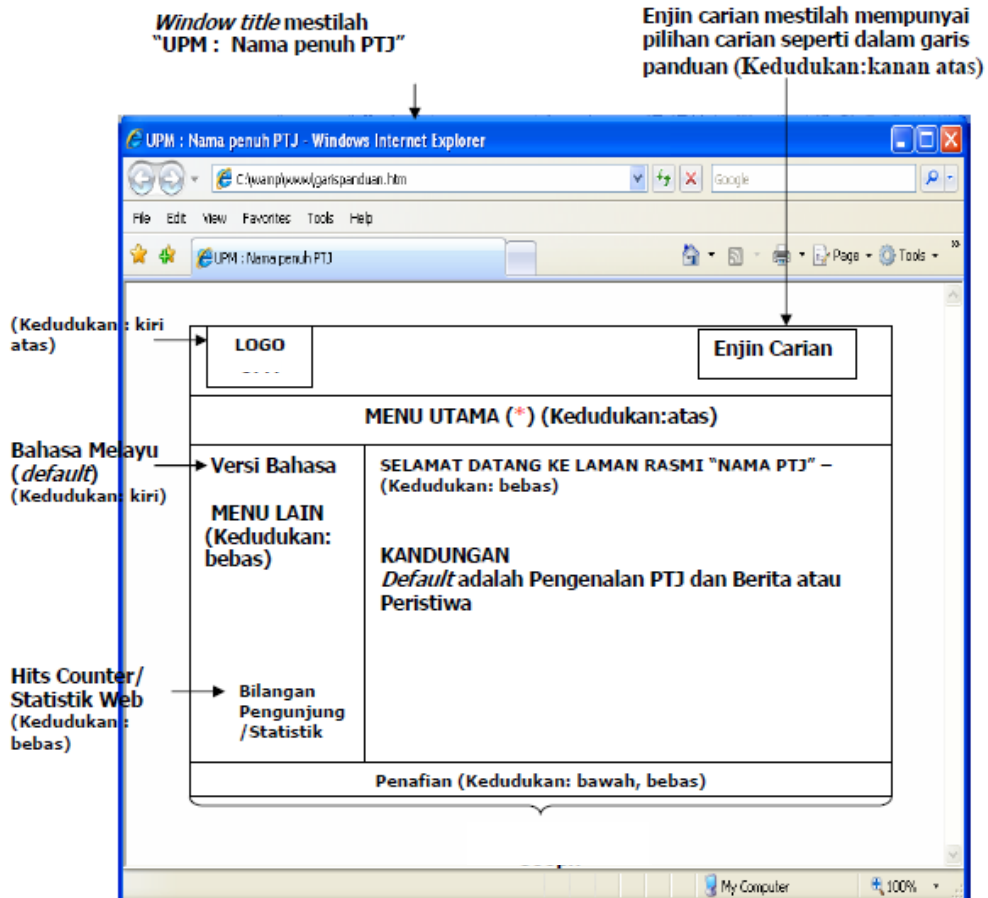 Window title mestilah
“UPM : Nama penuh PTJ”
Enjin carian mestilah mempunyai
pilihan carian seperti dalam garis
panduan (Kedudukan:kanan atas)
UPM : Nama penuh PTJ - Windows Internet Explorer
C:\wamp\www\garispanduan.htm
Google
File Edit View Favorites Tools Help
UPM : Nama penuh PTJ
Page Tools
(Kedudukan : kiri
atas)
LOGO
Enjin Carian
MENU UTAMA (*) (Kedudukan:atas)
Bahasa Melayu
(default)
(Kedudukan: kiri)
Versi Bahasa
MENU LAIN
(Kedudukan:
bebas)
SELAMAT DATANG KE LAMAN RASMI “NAMA PTJ” –
(Kedudukan: bebas)
KANDUNGAN
Default adalah Pengenalan PTJ dan Berita atau
Peristiwa
Hits Counter/
Statistik Web
(Kedudukan :
bebas)
Bilangan
Pengunjung
/Statistik
Penafian (Kedudukan: bawah, bebas)
My Computer
100%